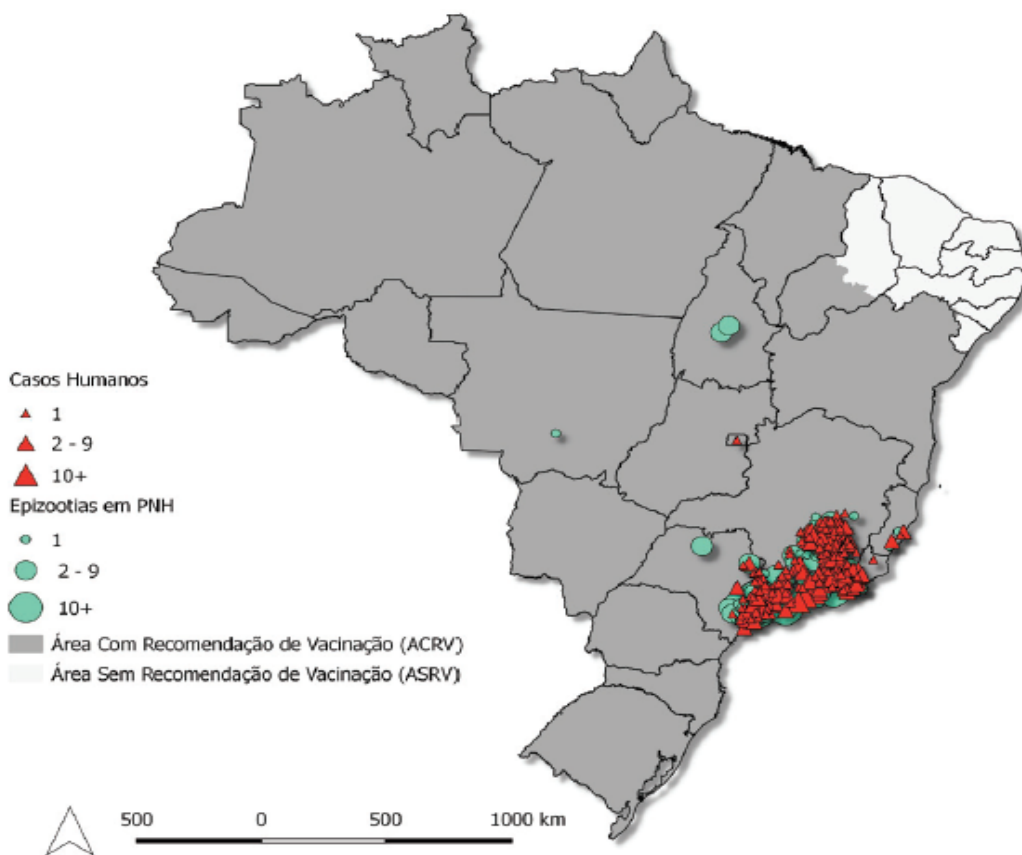 Casos Humanos
1
2 - 9
10+
Epizootias em PNH
1
2 - 9
10+
Área Com Recomendação de Vacinação (ACRV)
Área Sem Recomendação de Vacinação (ASRV)
500 0 500 1000 km